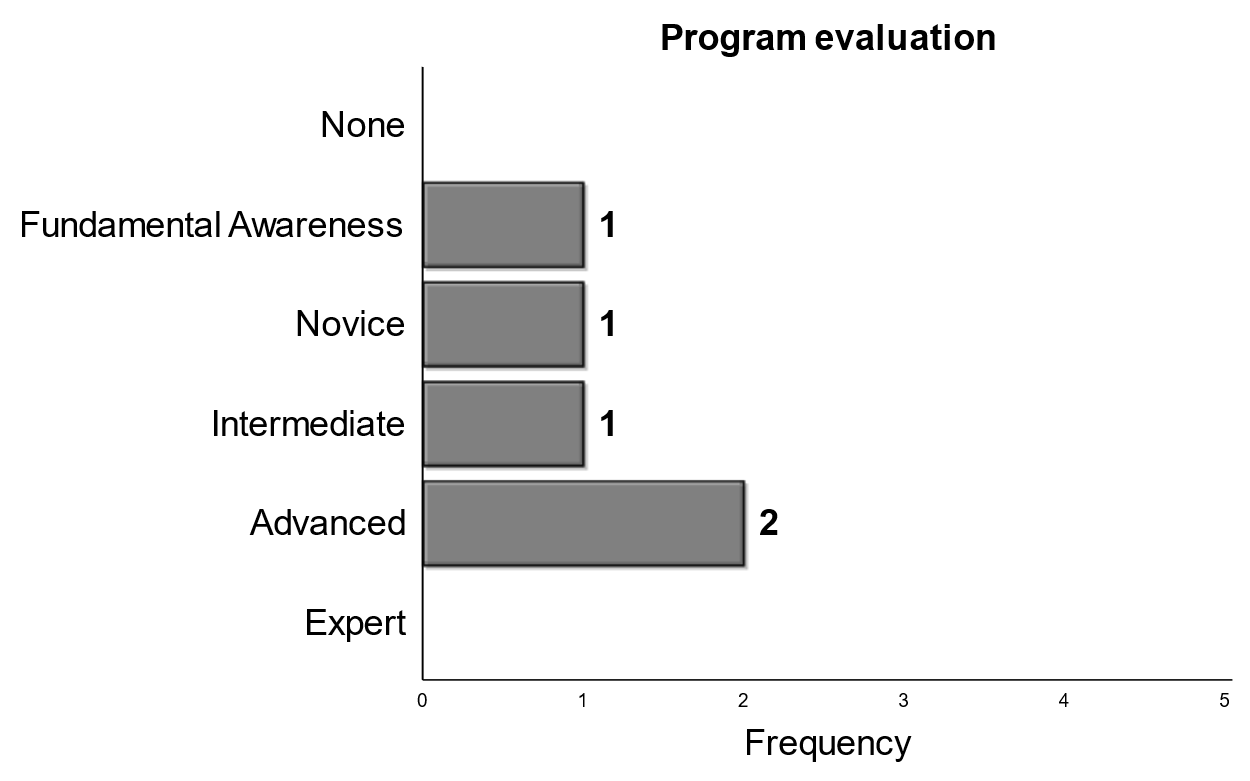 Program evaluation
None
Fundamental Awareness
1
Novice
1
Intermediate
1
Advanced
2
Expert
0 1 2 3 4 5
Frequency